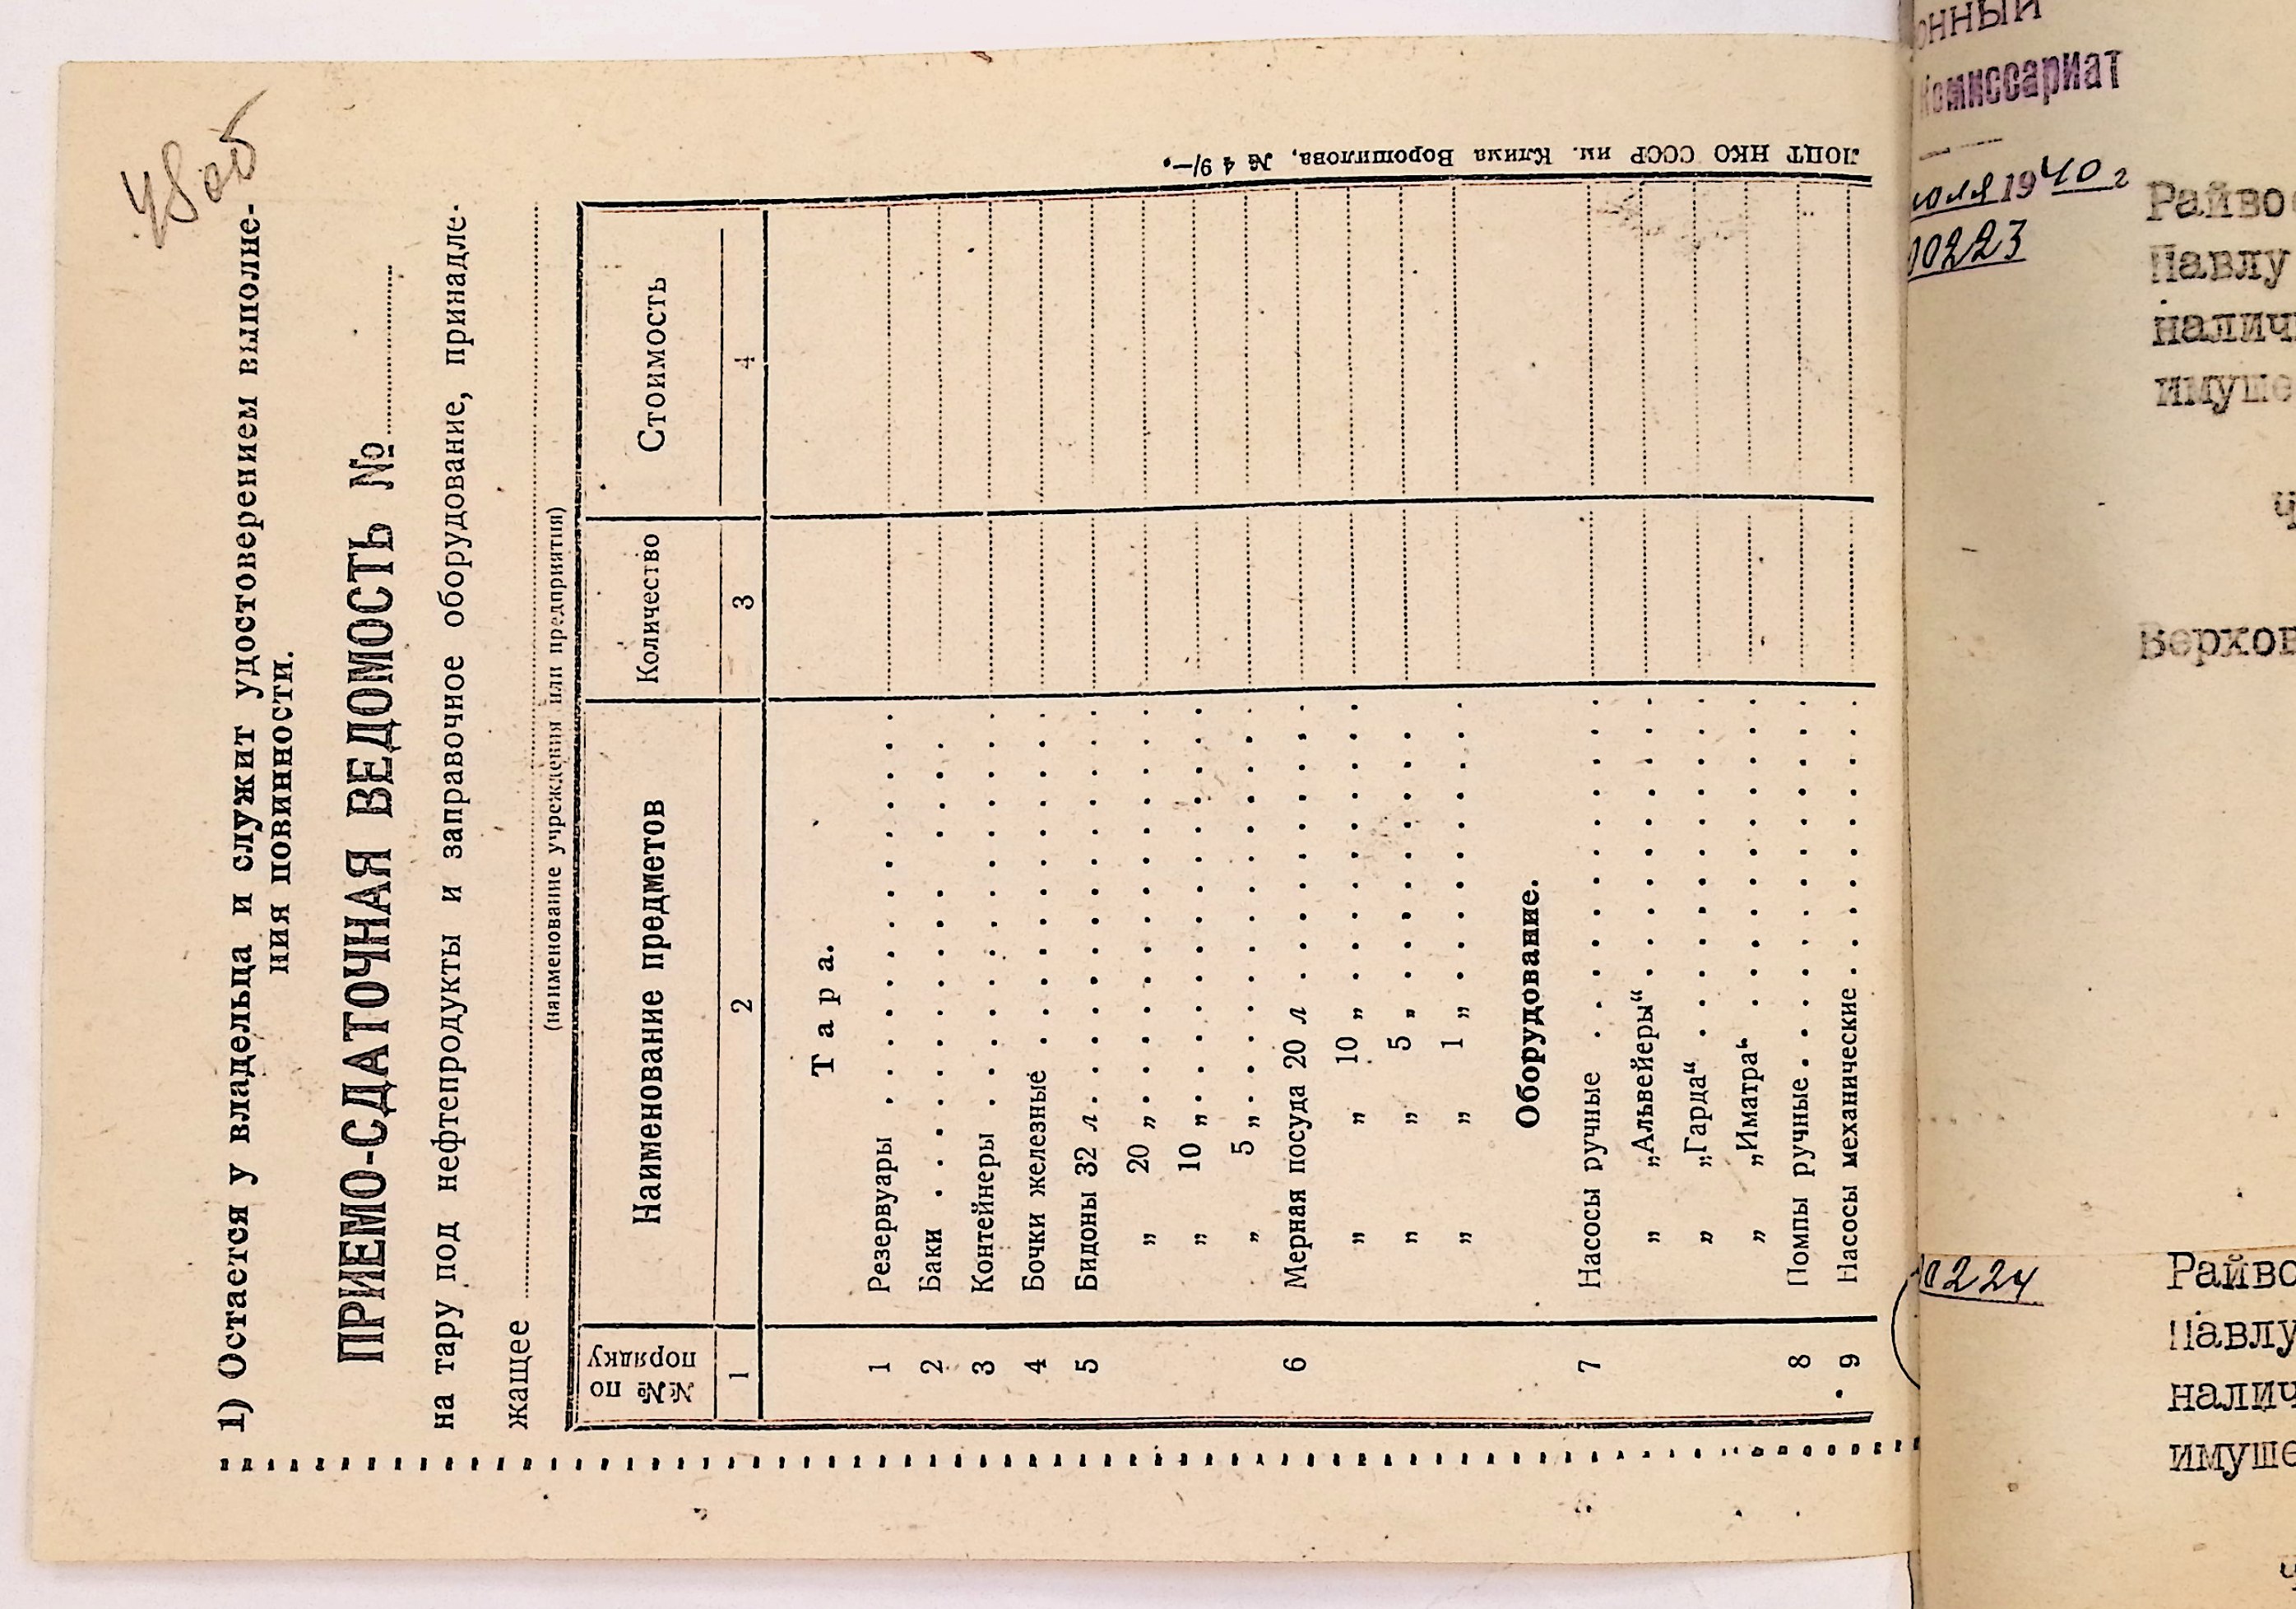 48об
1) Остается у владельца и служит удостоверением выполне-
ния повинности.
ПРИЕМО-СДАТОЧНАЯ ВЕДОМОСТЬ №
на тару под нефтепродукты и заправочное оборудование, принадле-
жащее
(наименование учреждения или предприятия)
№№ по порядку Наименование предметов Количество Стоимость
1 2 3 4
Тара.
1 Резервуары
2 Баки
3 Контейнеры
4 Бочки железные
5 Бидоны 32 л
„ 20 „
„ 10 „
„ 5 „
6 Мерная посуда 20 л
„ „ 10 „
„ „ 5 „
„ „ 1 „
Оборудование.
7 Насосы ручные
„ „Альвейеры“
„ „Гарда“
„ „Иматра“
8 Помпы ручные
9 Насосы механические
ЛОЦТ НКО СССР им. Клима Ворошилова, № 4 9/—.
онный
Комиссариат
юля 1940 г
00223
Райво
Павлу
налич
имуще
Верхов
0224
Райво
Павлу
налич
имуще